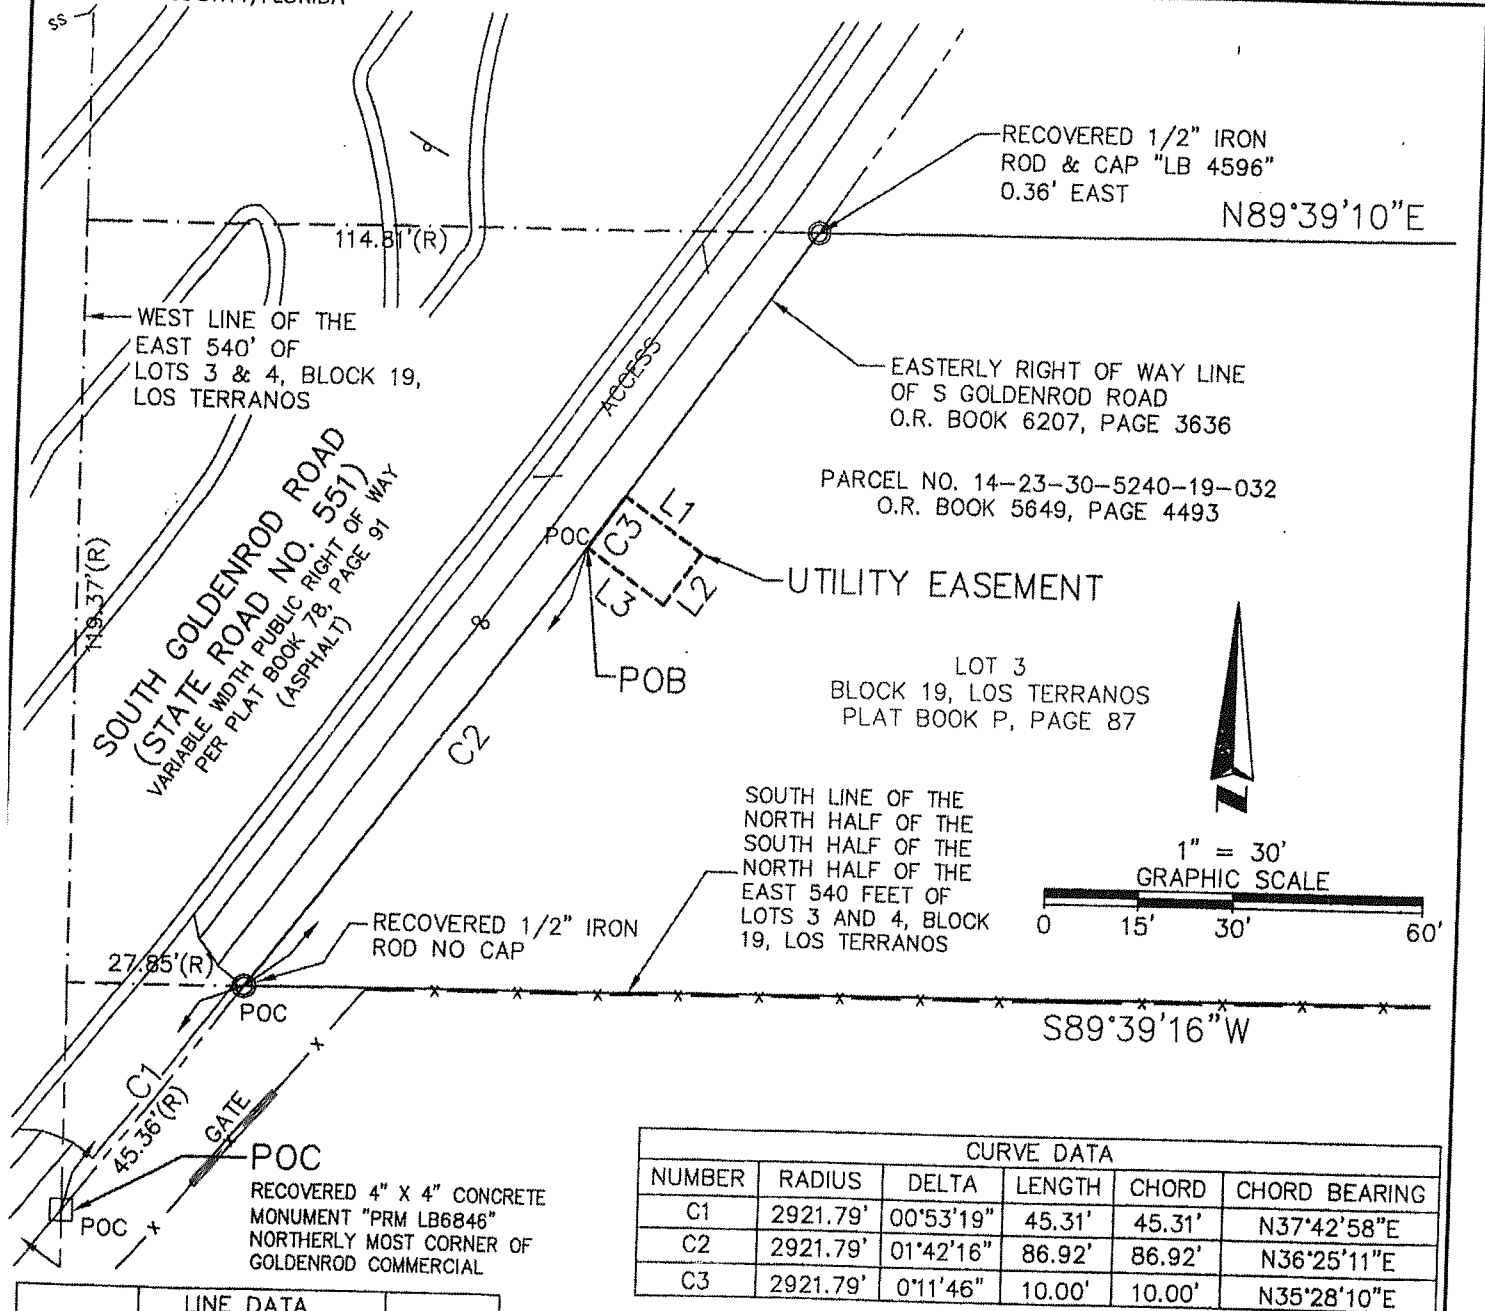 SS
RECOVERED 1/2" IRON
ROD & CAP "LB 4596"
0.36' EAST
N89°39'10"E
114.81'(R)
WEST LINE OF THE
EAST 540' OF
LOTS 3 & 4, BLOCK 19,
LOS TERRANOS
ACCESS
EASTERLY RIGHT OF WAY LINE
OF S GOLDENROD ROAD
O.R. BOOK 6207, PAGE 3636
PARCEL NO. 14-23-30-5240-19-032
O.R. BOOK 5649, PAGE 4493
SOUTH GOLDENROD ROAD
(STATE ROAD NO. 551)
VARIABLE WIDTH PUBLIC RIGHT OF WAY
PER PLAT BOOK 78, PAGE 91
(ASPHALT)
119.37'(R)
POC
C3
L1
L2
L3
UTILITY EASEMENT
POB
C2
LOT 3
BLOCK 19, LOS TERRANOS
PLAT BOOK P, PAGE 87
N
1" = 30'
GRAPHIC SCALE
0 15' 30' 60'
SOUTH LINE OF THE
NORTH HALF OF THE
SOUTH HALF OF THE
NORTH HALF OF THE
EAST 540 FEET OF
LOTS 3 AND 4, BLOCK
19, LOS TERRANOS
RECOVERED 1/2" IRON
ROD NO CAP
27.85'(R)
POC
S89°39'16"W
C1
45.36'(R)
GATE
POC
RECOVERED 4" X 4" CONCRETE
MONUMENT "PRM LB6846"
NORTHERLY MOST CORNER OF
GOLDENROD COMMERCIAL
POC
CURVE DATA
NUMBER RADIUS DELTA LENGTH CHORD CHORD BEARING
C1 2921.79' 00°53'19" 45.31' 45.31' N37°42'58"E
C2 2921.79' 01°42'16" 86.92' 86.92' N36°25'11"E
C3 2921.79' 0°11'46" 10.00' 10.00' N35°28'10"E
LINE DATA